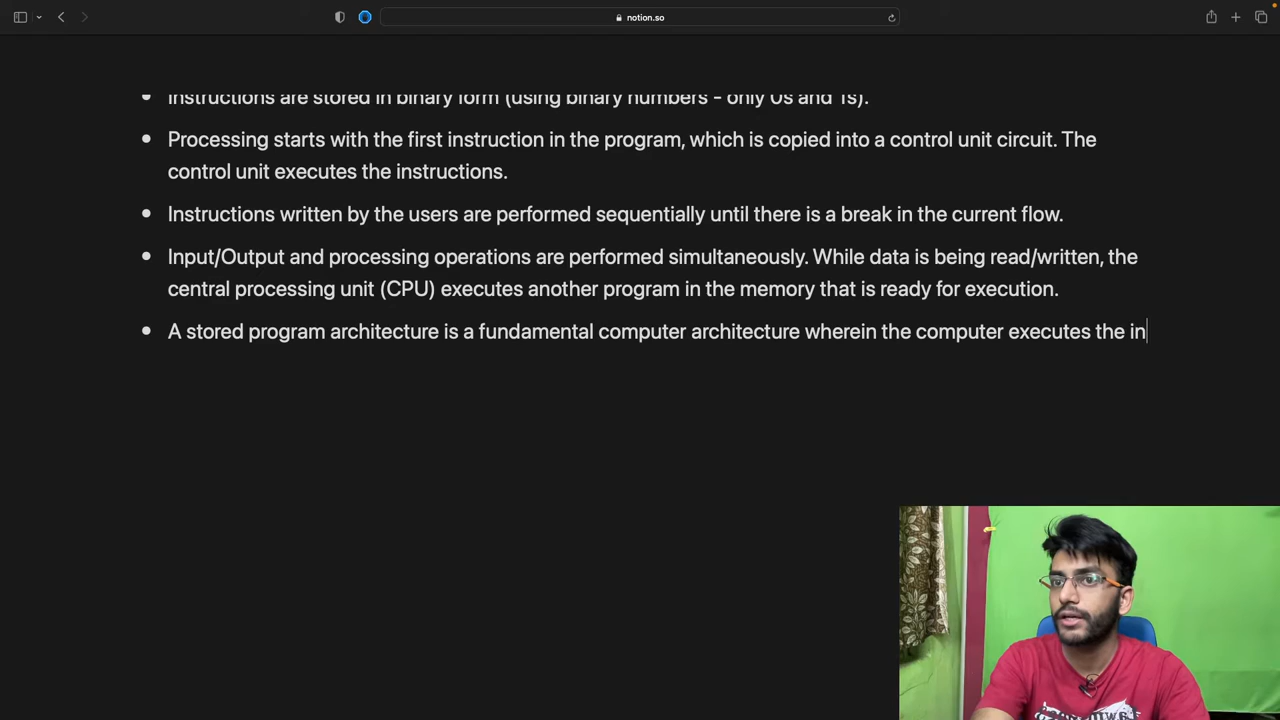 notion.so
Instructions are stored in binary form (using binary numbers - only 0s and 1s).
Processing starts with the first instruction in the program, which is copied into a control unit circuit. The
control unit executes the instructions.
Instructions written by the users are performed sequentially until there is a break in the current flow.
Input/Output and processing operations are performed simultaneously. While data is being read/written, the
central processing unit (CPU) executes another program in the memory that is ready for execution.
A stored program architecture is a fundamental computer architecture wherein the computer executes the in